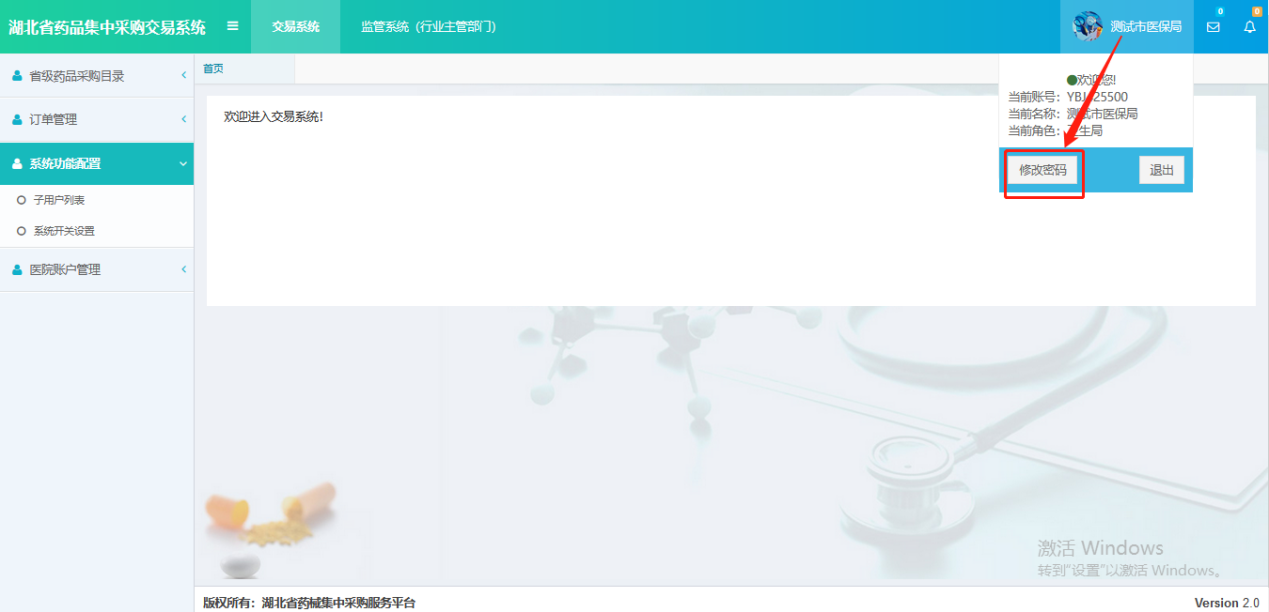 湖北省药品集中采购交易系统
交易系统
监管系统（行业主管部门）
测试市医保局
0
0
省级药品采购目录
订单管理
系统功能配置
子用户列表
系统开关设置
医院账户管理
首页
欢迎进入交易系统!
欢迎您!
当前账号：
当前名称：测试市医保局
当前角色：卫生局
修改密码
退出
激活 Windows
转到"设置"以激活 Windows。
版权所有：湖北省药械集中采购服务平台
Version 2.0